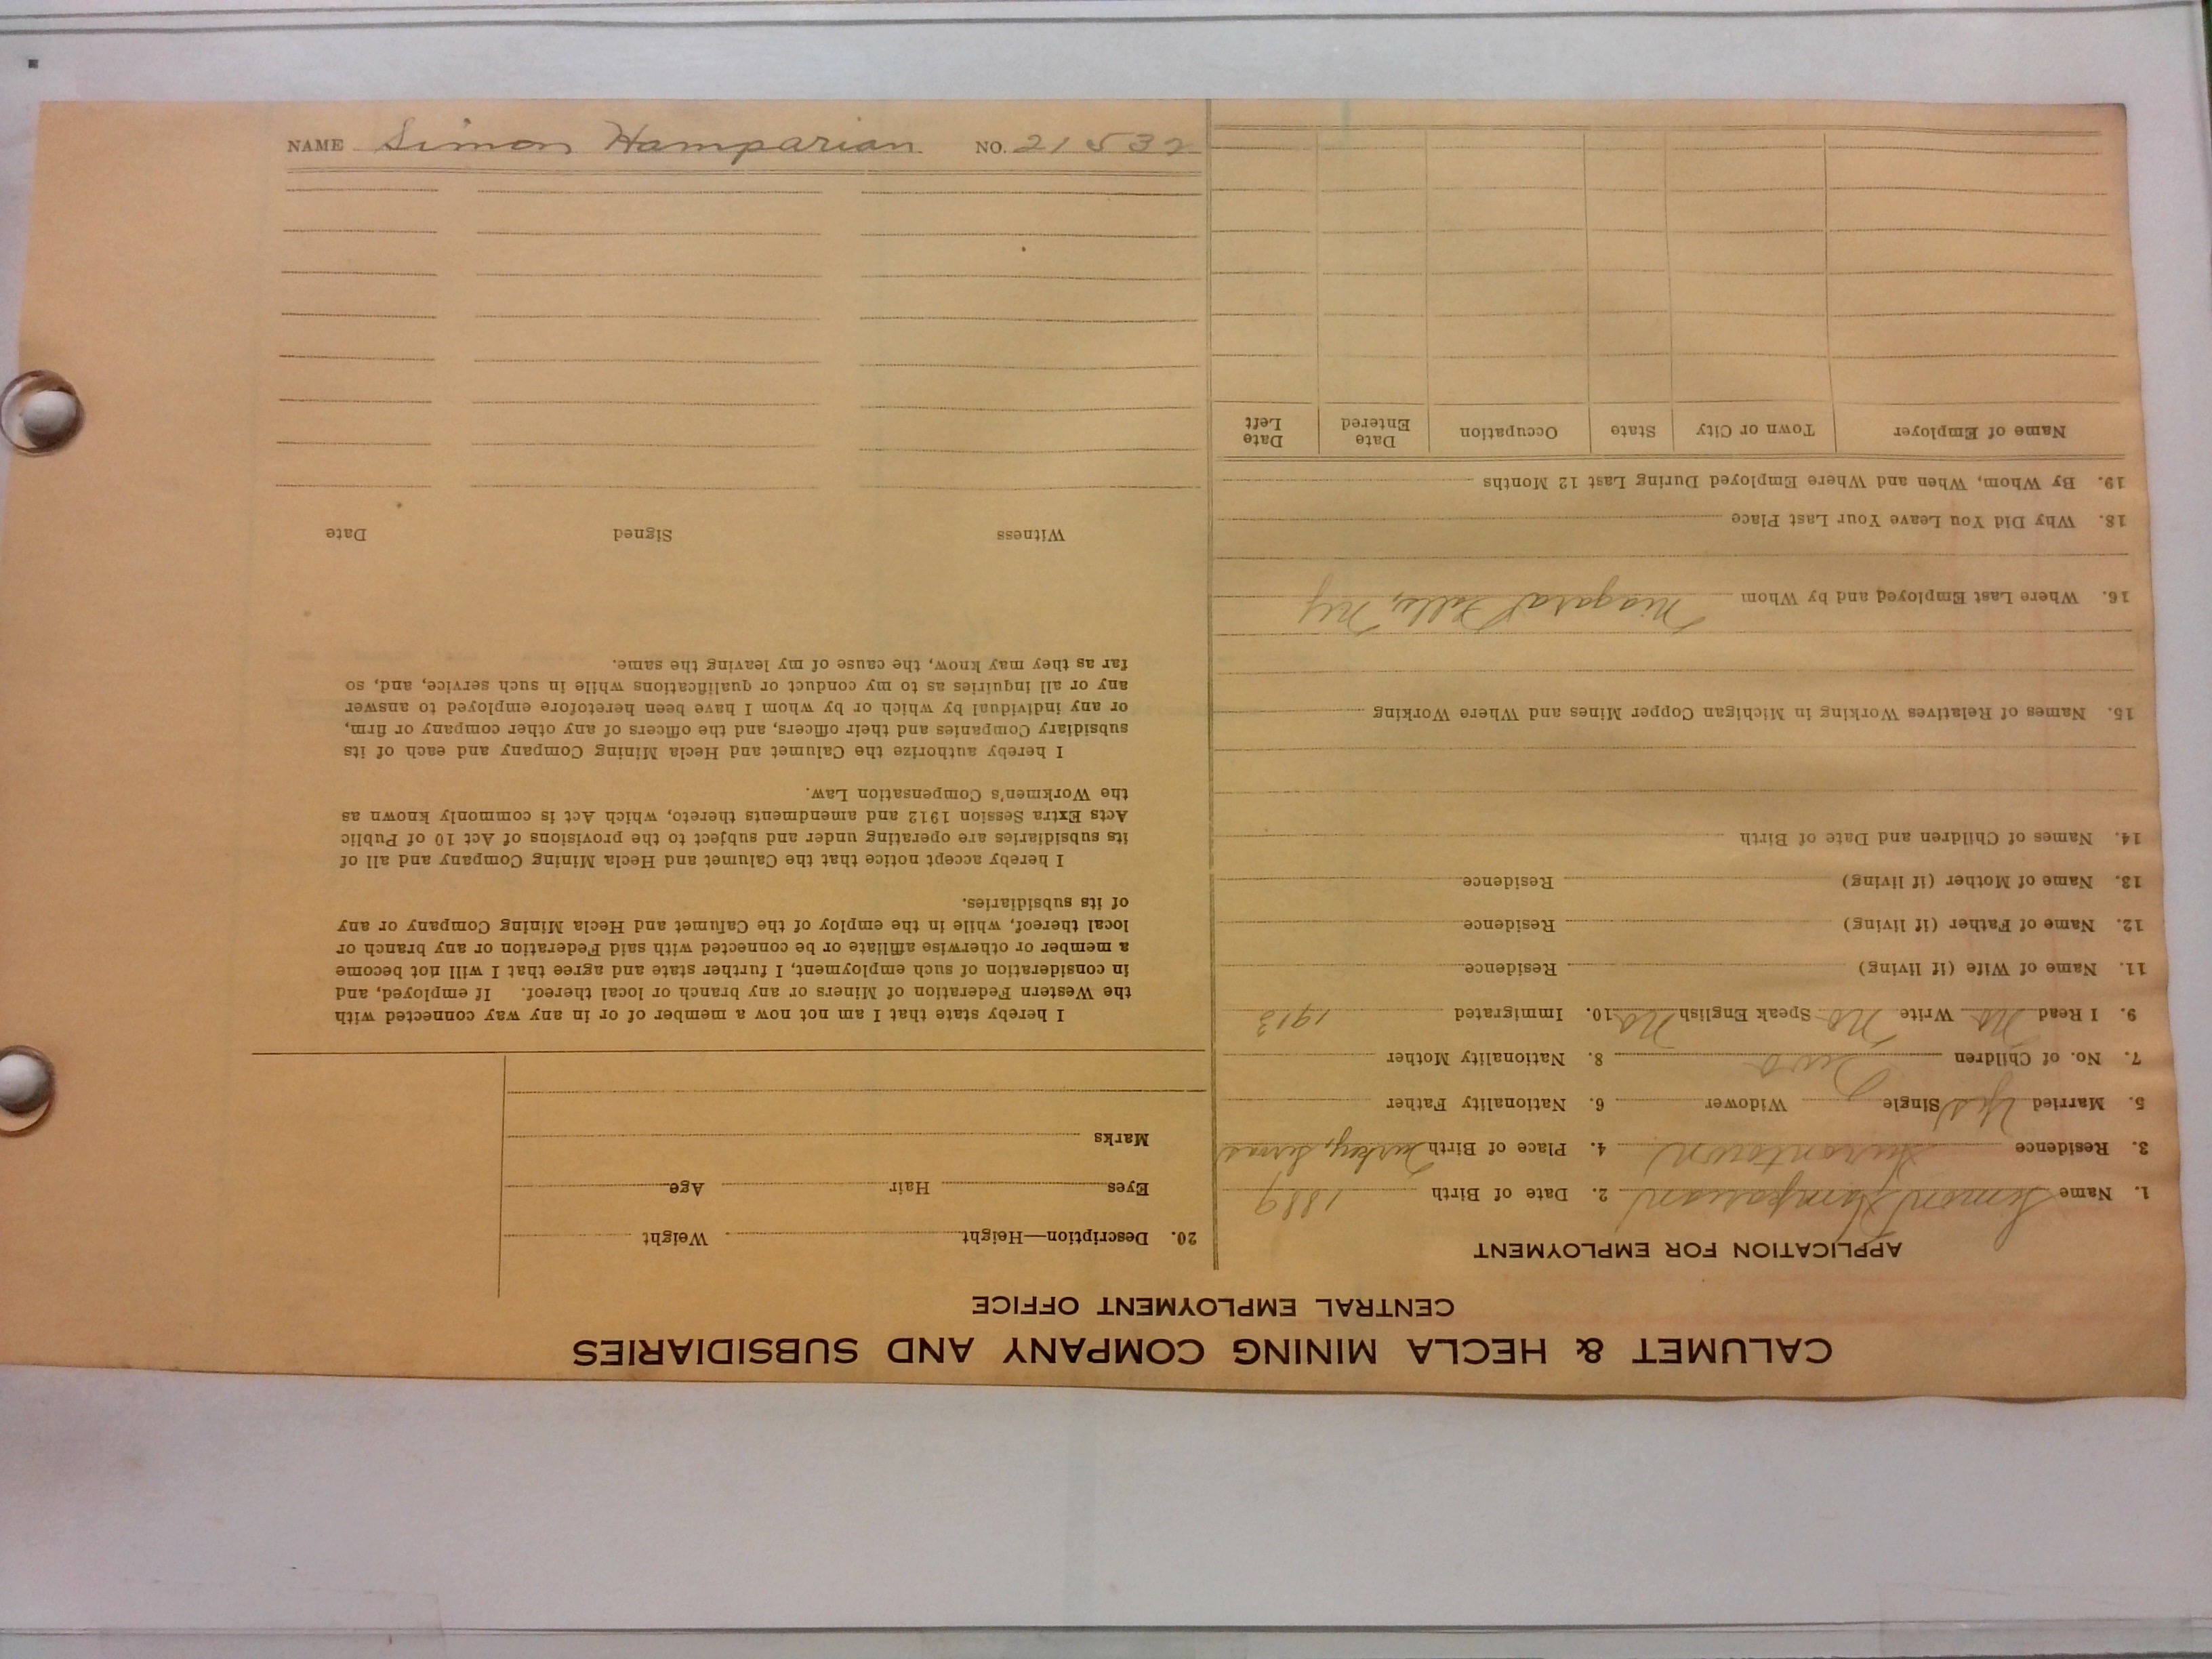 CALUMET & HECLA MINING COMPANY AND SUBSIDIARIES
CENTRAL EMPLOYMENT OFFICE
APPLICATION FOR EMPLOYMENT
1. Name Simon Hamparian 2. Date of Birth 1889
3. Residence Hurontown 4. Place of Birth Turkey, Sivas
5. Married Yes Single Widower 6. Nationality Father
7. No. of Children Two 8. Nationality Mother
9. I Read No Write No Speak English No 10. Immigrated 1913
11. Name of Wife (if living) Residence
12. Name of Father (if living) Residence
13. Name of Mother (if living) Residence
14. Names of Children and Date of Birth
15. Names of Relatives Working in Michigan Copper Mines and Where Working
16. Where Last Employed and by Whom Niagara Falls, NY
18. Why Did You Leave Your Last Place
19. By Whom, When and Where Employed During Last 12 Months
Name of Employer Town or City State Occupation Date Entered Date Left
20. Description—Height Weight
Eyes Hair Age
Marks
I hereby state that I am not now a member of or in any way connected with
the Western Federation of Miners or any branch or local thereof. If employed, and
in consideration of such employment, I further state and agree that I will not become
a member or otherwise affiliate or be connected with said Federation or any branch or
local thereof, while in the employ of the Calumet and Hecla Mining Company or any
of its subsidiaries.
I hereby accept notice that the Calumet and Hecla Mining Company and all of
its subsidiaries are operating under and subject to the provisions of Act 10 of Public
Acts Extra Session 1912 and amendments thereto, which Act is commonly known as
the Workmen's Compensation Law.
I hereby authorize the Calumet and Hecla Mining Company and each of its
subsidiary Companies and their officers, and the officers of any other company or firm,
or any individual by which or by whom I have been heretofore employed to answer
any or all inquiries as to my conduct or qualifications while in such service, and, so
far as they may know, the cause of my leaving the same.
Witness Signed Date
NAME Simon Hamparian NO. 21532